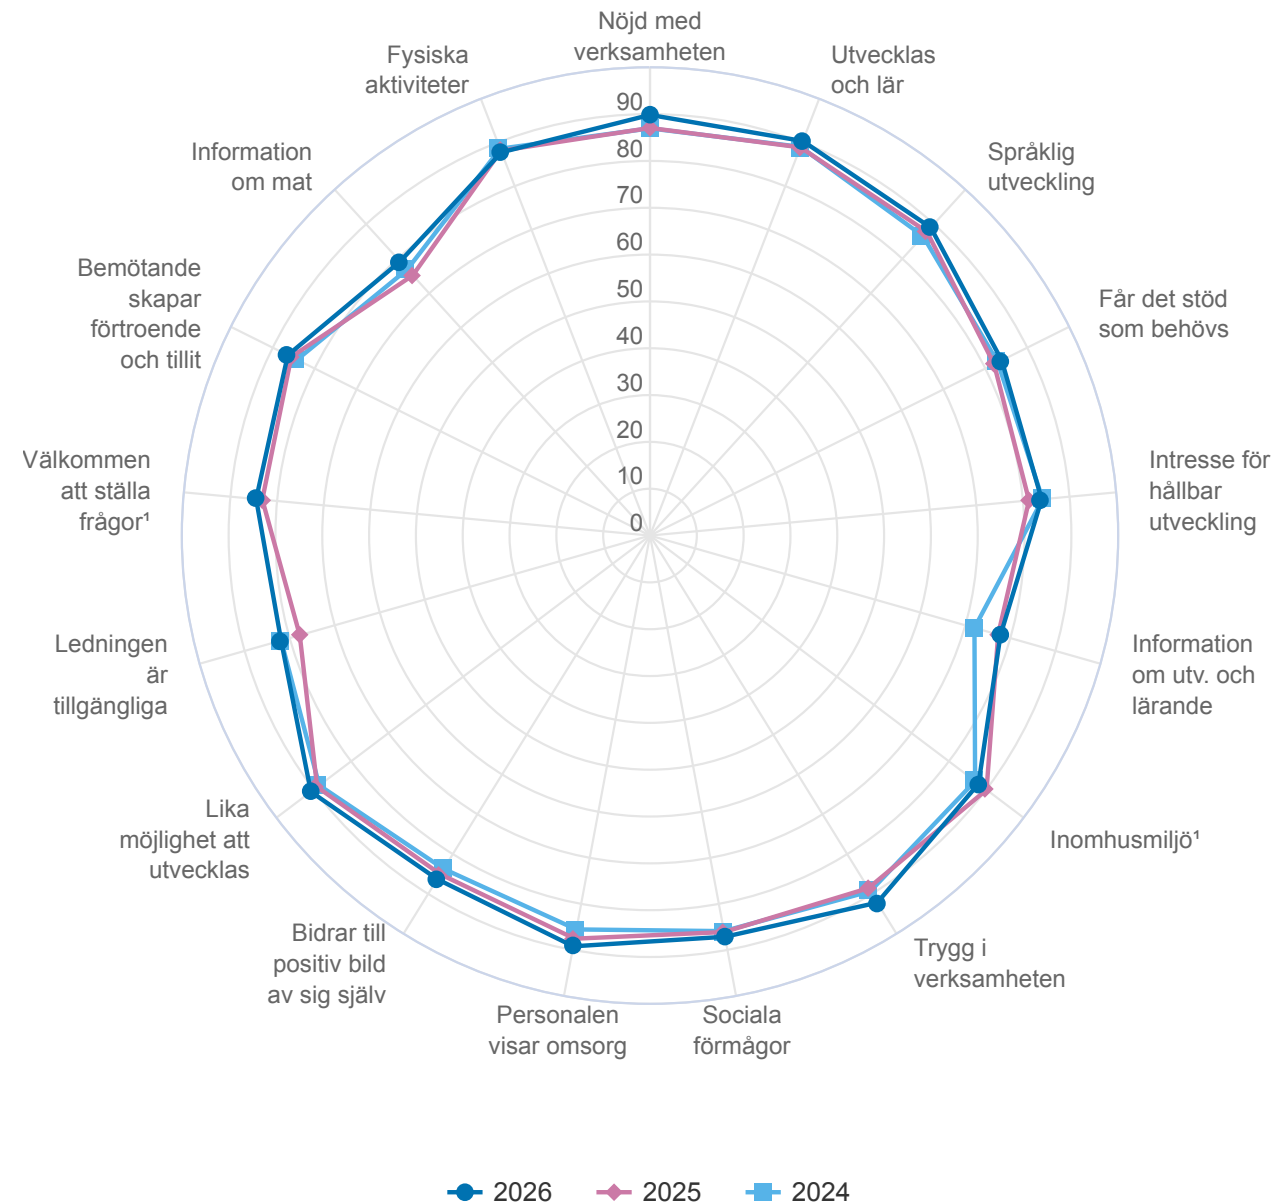 Nöjd med
verksamheten
Utvecklas
och lär
Språklig
utveckling
Får det stöd
som behövs
Intresse för
hållbar
utveckling
Information
om utv. och
lärande
Inomhusmiljö¹
Trygg i
verksamheten
Sociala
förmågor
Personalen
visar omsorg
Bidrar till
positiv bild
av sig själv
Lika
möjlighet att
utvecklas
Ledningen
är
tillgängliga
Välkommen
att ställa
frågor¹
Bemötande
skapar
förtroende
och tillit
Information
om mat
Fysiska
aktiviteter
90
80
70
60
50
40
30
20
10
0
2026
2025
2024